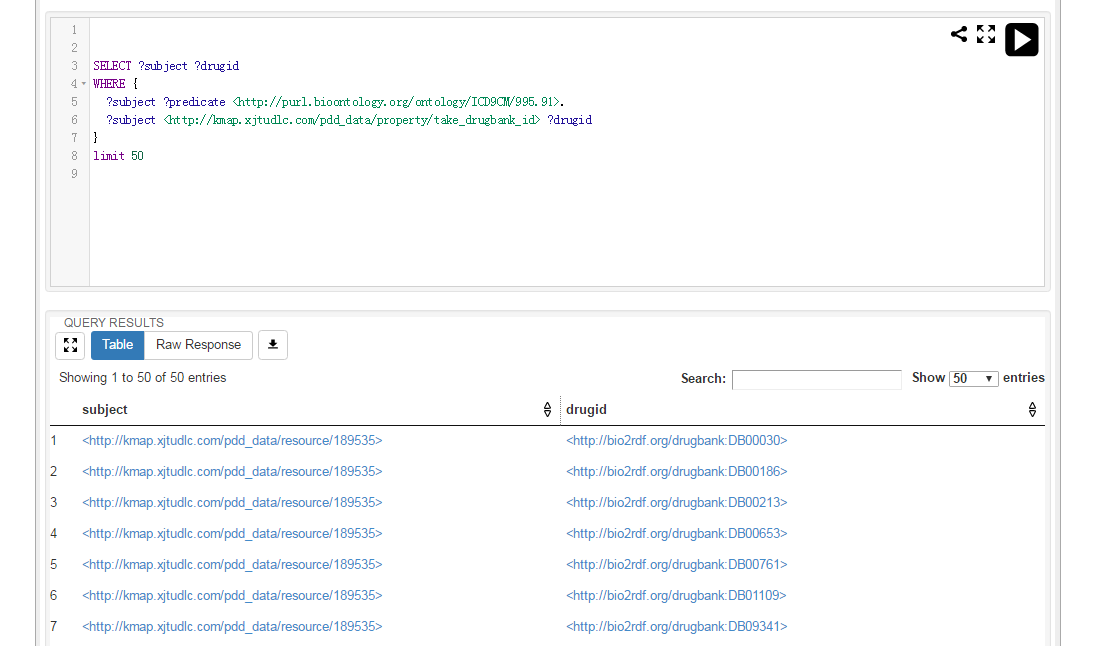 1
2
3 SELECT ?subject ?drugid
4 WHERE {
5 ?subject ?predicate <http://purl.bioontology.org/ontology/ICD9CM/995.91>.
6 ?subject <http://kmap.xjtudlc.com/pdd_data/property/take_drugbank_id> ?drugid
7 }
8 limit 50
9
QUERY RESULTS
Table Raw Response
Showing 1 to 50 of 50 entries Search: Show 50 entries
subject drugid
1 <http://kmap.xjtudlc.com/pdd_data/resource/189535> <http://bio2rdf.org/drugbank:DB00030>
2 <http://kmap.xjtudlc.com/pdd_data/resource/189535> <http://bio2rdf.org/drugbank:DB00186>
3 <http://kmap.xjtudlc.com/pdd_data/resource/189535> <http://bio2rdf.org/drugbank:DB00213>
4 <http://kmap.xjtudlc.com/pdd_data/resource/189535> <http://bio2rdf.org/drugbank:DB00653>
5 <http://kmap.xjtudlc.com/pdd_data/resource/189535> <http://bio2rdf.org/drugbank:DB00761>
6 <http://kmap.xjtudlc.com/pdd_data/resource/189535> <http://bio2rdf.org/drugbank:DB01109>
7 <http://kmap.xjtudlc.com/pdd_data/resource/189535> <http://bio2rdf.org/drugbank:DB09341>